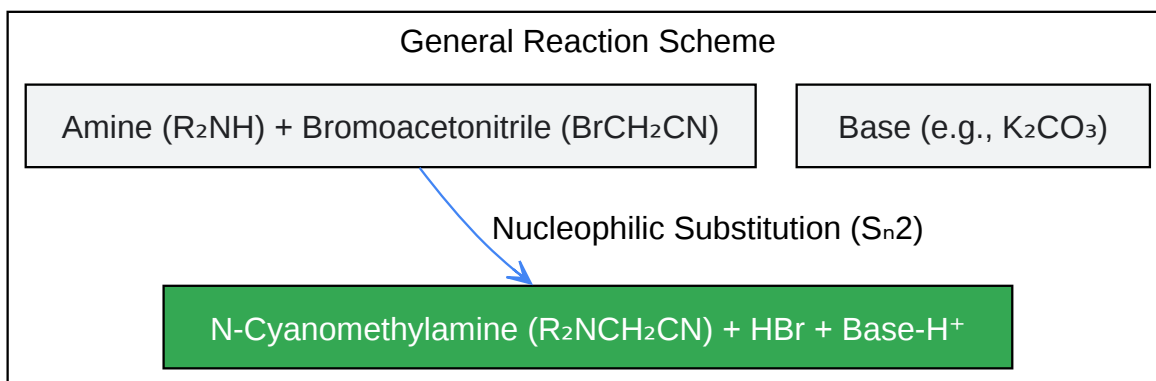 General Reaction Scheme
Amine (R₂NH) + Bromoacetonitrile (BrCH₂CN)
Base (e.g., K₂CO₃)
Nucleophilic Substitution (Sₙ2)
N-Cyanomethylamine (R₂NCH₂CN) + HBr + Base-H⁺